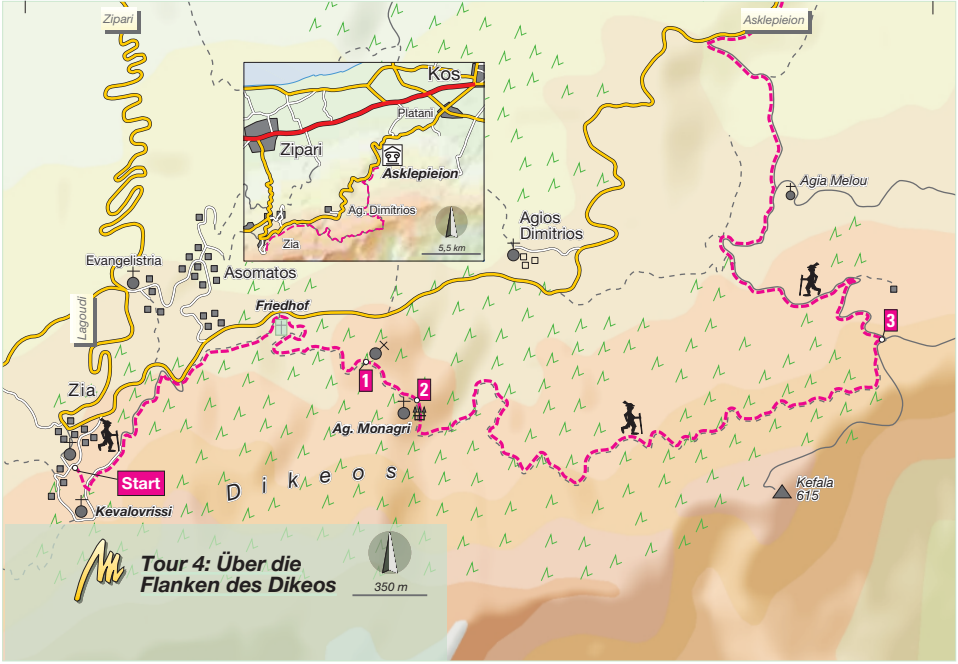 Zipari
Asklepieion
Kos
Platani
Zipari
Asklepieion
Ag. Dimitrios
Zia
5,5 km
Agia Melou
Agios
Dimitrios
Evangelistria
Asomatos
Lagoudi
Friedhof
3
1
2
Zia
Ag. Monagri
Dikeos
Start
Kefala
615
Kevalovrissi
Tour 4: Über die
Flanken des Dikeos
350 m